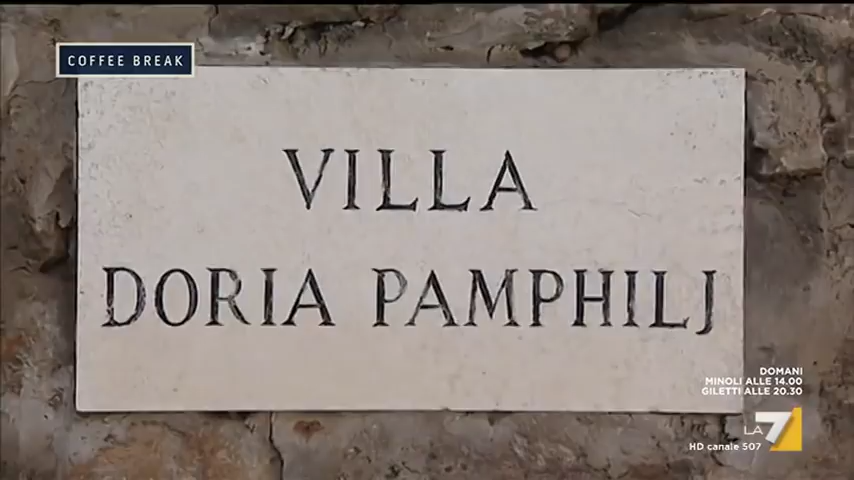 COFFEE BREAK
VILLA
DORIA PAMPHILJ
DOMANI
MINOLI ALLE 14.00
GILETTI ALLE 20.30
LA7
HD canale 507